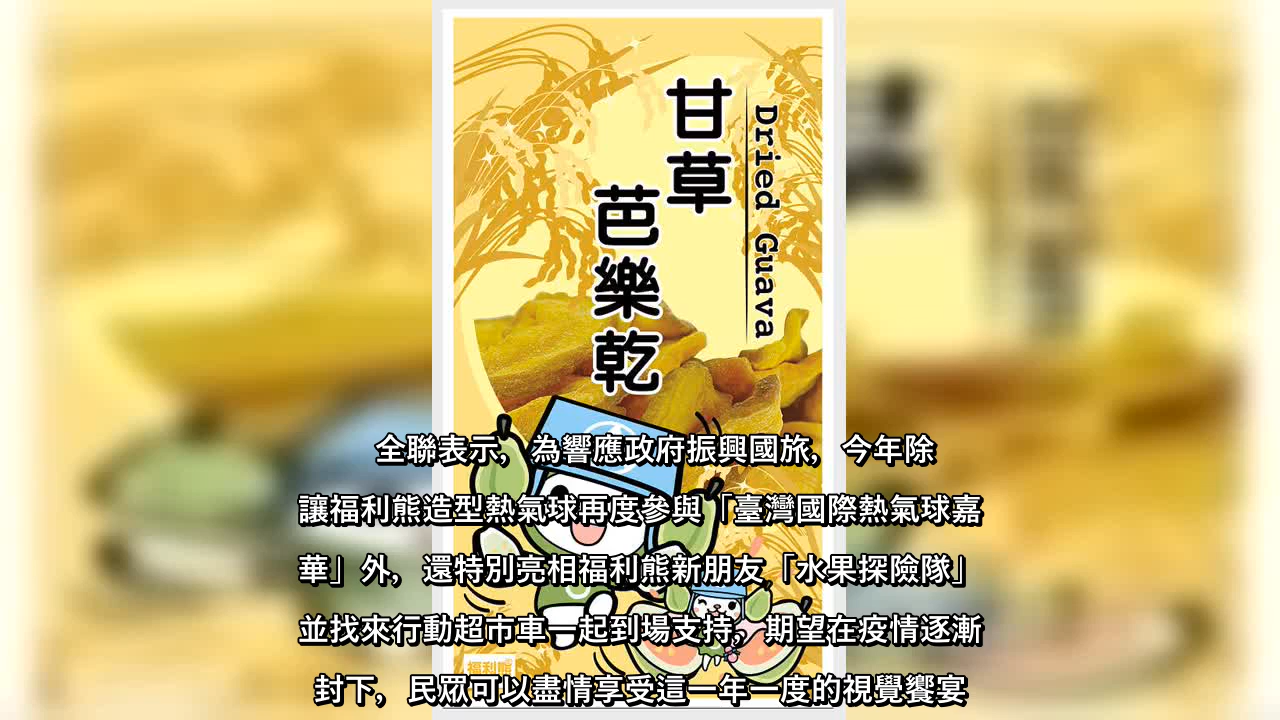 甘草
芭樂乾
Dried Guava
全聯表示，為響應政府振興國旅，今年除
讓福利熊造型熱氣球再度參與「臺灣國際熱氣球嘉
華」外，還特別亮相福利熊新朋友「水果探險隊」
並找來行動超市車一起到場支持，期望在疫情逐漸
封下，民眾可以盡情享受這一年一度的視覺饗宴
福利熊